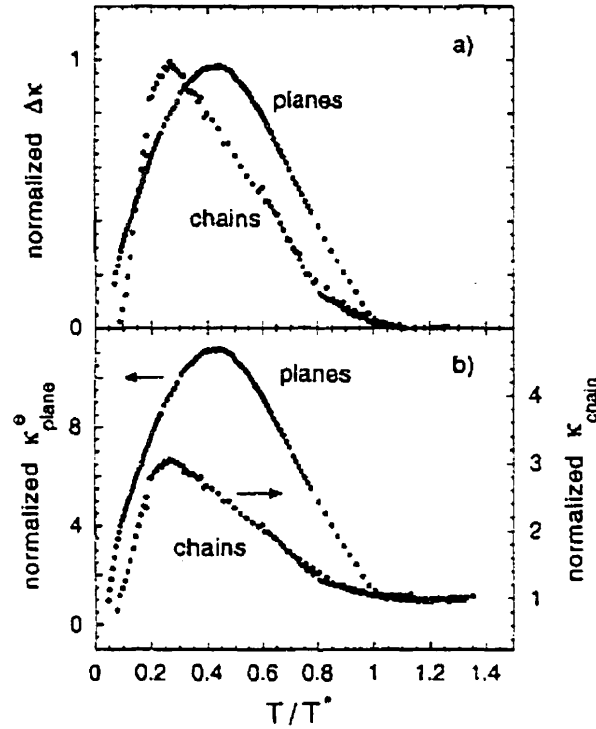 a)
1
planes
chains
normalized Δκ
0
b)
planes
4
8
3
chains
2
4
1
0
normalized κ^e_plane
normalized κ_chain
0 0.2 0.4 0.6 0.8 1 1.2 1.4
T/T*